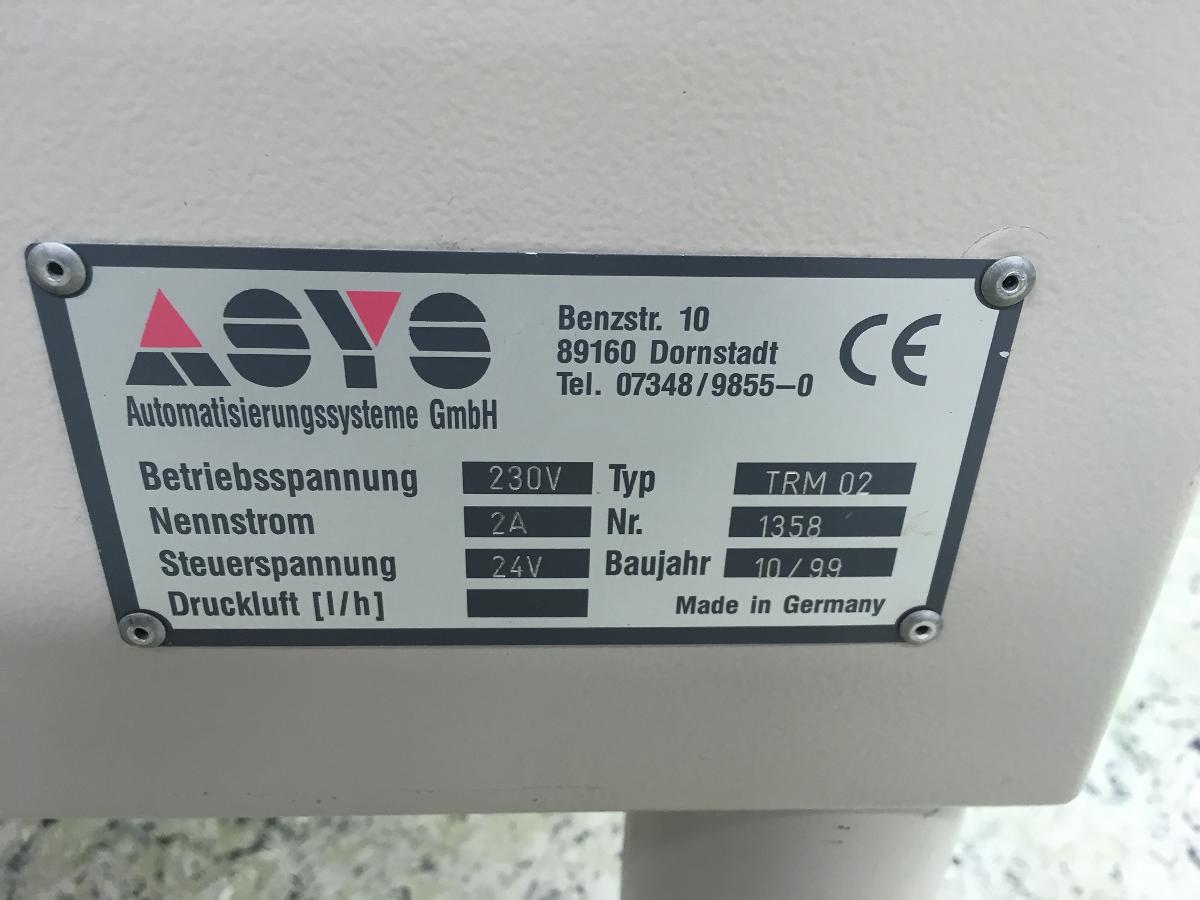 ASYS
Automatisierungssysteme GmbH
Benzstr. 10
89160 Dornstadt
Tel. 07348/9855-0
CE
Betriebsspannung 230V Typ TRM 02
Nennstrom 2A Nr. 1358
Steuerspannung 24V Baujahr 10/99
Druckluft [l/h] Made in Germany